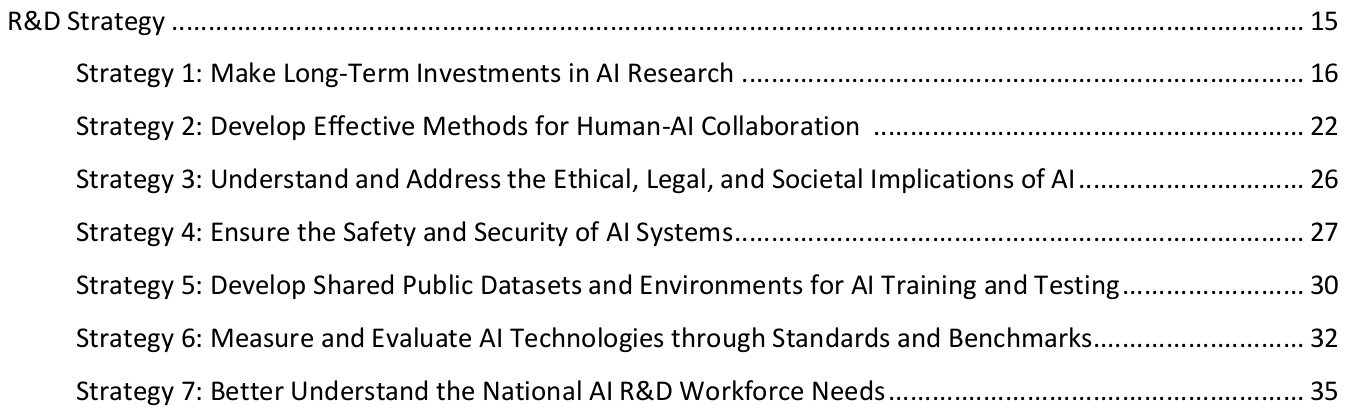 R&D Strategy ........................................................................................................................ 15
Strategy 1: Make Long-Term Investments in AI Research ................................................................ 16
Strategy 2: Develop Effective Methods for Human-AI Collaboration ................................................ 22
Strategy 3: Understand and Address the Ethical, Legal, and Societal Implications of AI ......................... 26
Strategy 4: Ensure the Safety and Security of AI Systems ................................................................ 27
Strategy 5: Develop Shared Public Datasets and Environments for AI Training and Testing .................... 30
Strategy 6: Measure and Evaluate AI Technologies through Standards and Benchmarks ....................... 32
Strategy 7: Better Understand the National AI R&D Workforce Needs ............................................... 35